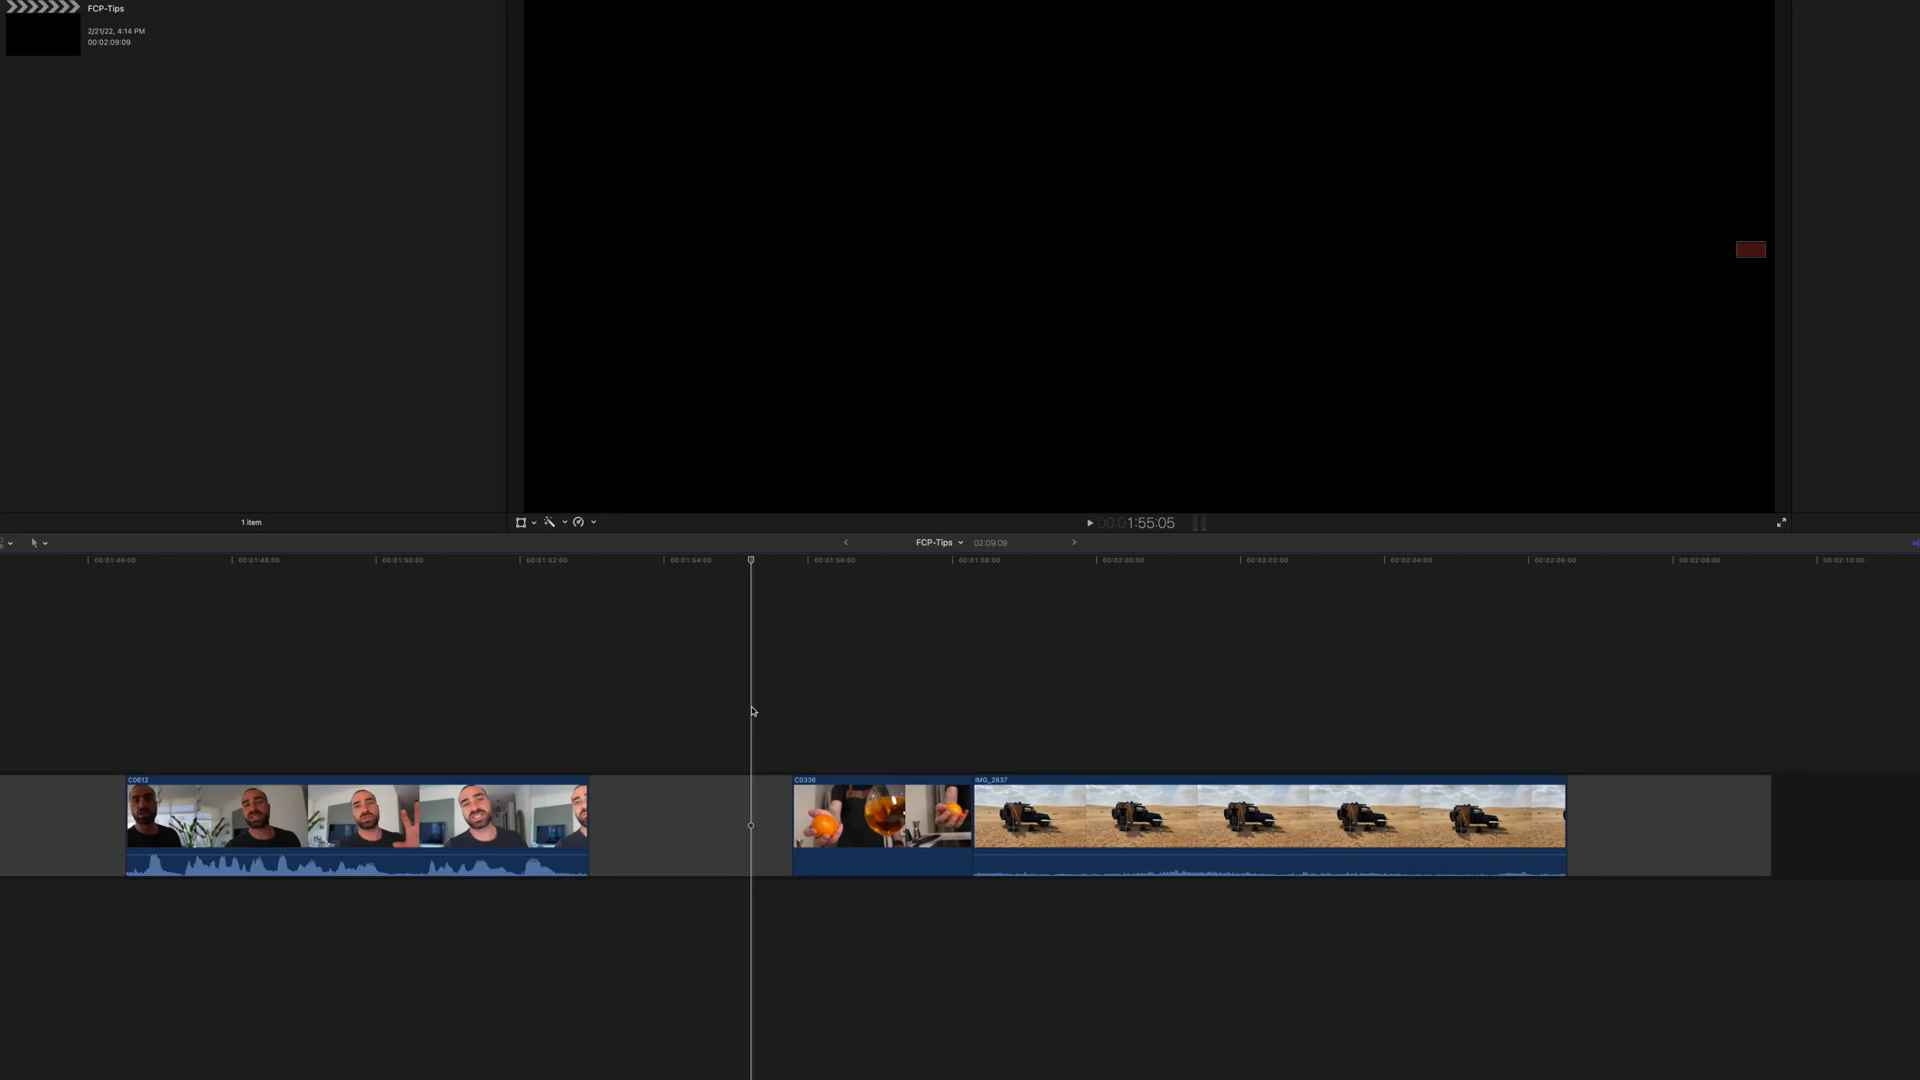 FCP-Tips
2/21/22, 4:14 PM
00:02:09:09
1 item
00:01:55:05
FCP-Tips
02:09:09
00:01:46:00
00:01:48:00
00:01:50:00
00:01:52:00
00:01:54:00
00:01:56:00
00:01:58:00
00:02:00:00
00:02:02:00
00:02:04:00
00:02:06:00
00:02:08:00
00:02:10:00
C0612
C0336
IMG_2837